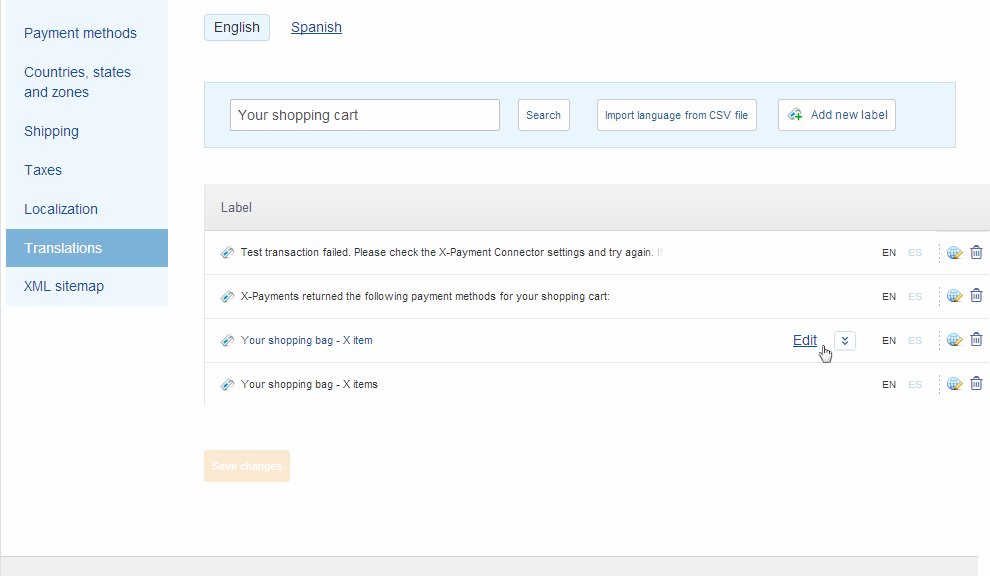 Payment methods
Countries, states
and zones
Shipping
Taxes
Localization
Translations
XML sitemap
English Spanish
Your shopping cart Search Import language from CSV file Add new label
Label
Test transaction failed. Please check the X-Payment Connector settings and try again. If EN ES
X-Payments returned the following payment methods for your shopping cart: EN ES
Your shopping bag - X item Edit EN ES
Your shopping bag - X items EN ES
Save changes